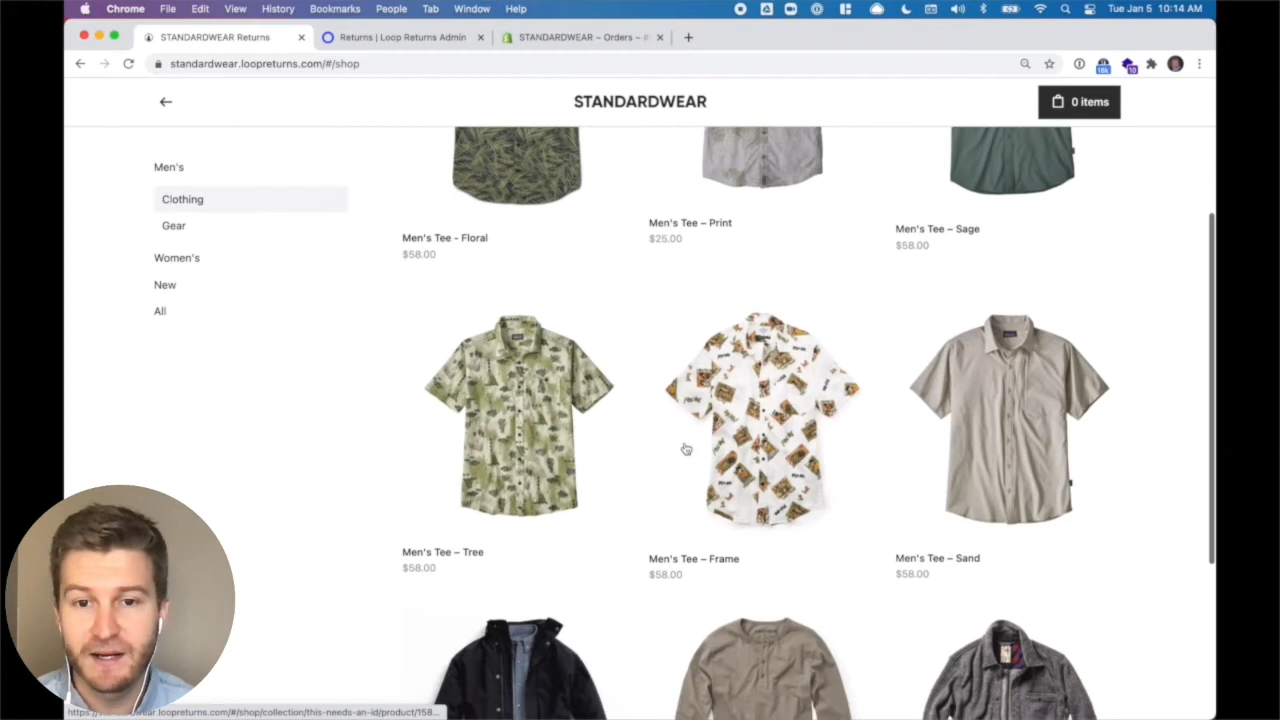 Chrome File Edit View History Bookmarks People Tab Window Help
Tue Jan 5 10:14 AM
STANDARDWEAR Returns
Returns | Loop Returns Admin
STANDARDWEAR ~ Orders ~
standardwear.loopreturns.com/#/shop
STANDARDWEAR
0 items
Men's
Clothing
Gear
Women's
New
All
Men's Tee - Floral
$58.00
Men's Tee – Print
$25.00
Men's Tee – Sage
$58.00
Men's Tee – Tree
$58.00
Men's Tee – Frame
$58.00
Men's Tee – Sand
$58.00